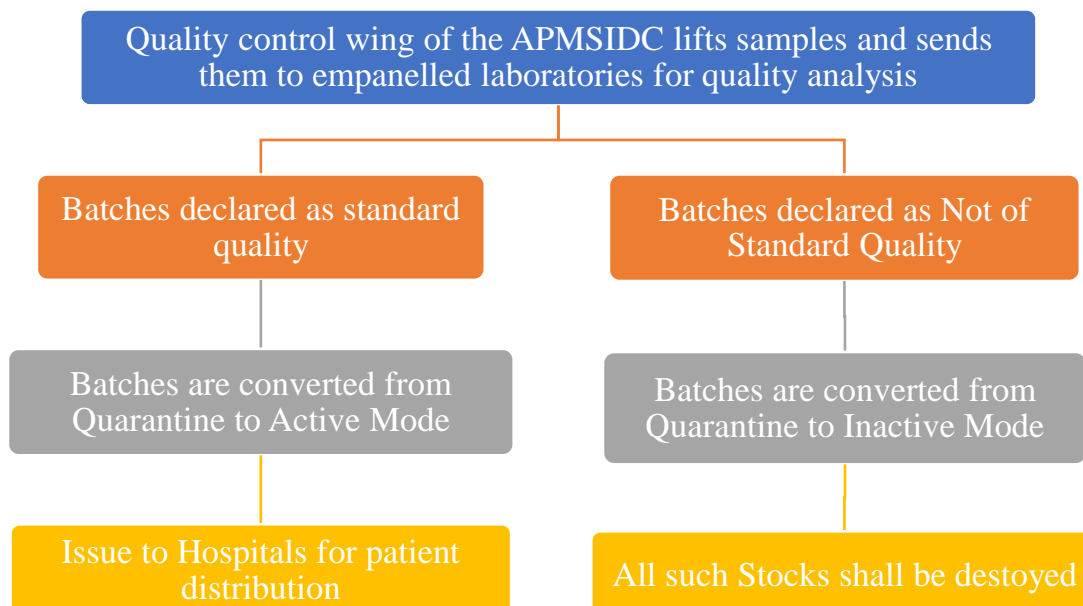 Quality control wing of the APMSIDC lifts samples and sends
them to empanelled laboratories for quality analysis
Batches declared as standard
quality
Batches declared as Not of
Standard Quality
Batches are converted from
Quarantine to Active Mode
Batches are converted from
Quarantine to Inactive Mode
Issue to Hospitals for patient
distribution
All such Stocks shall be destoyed